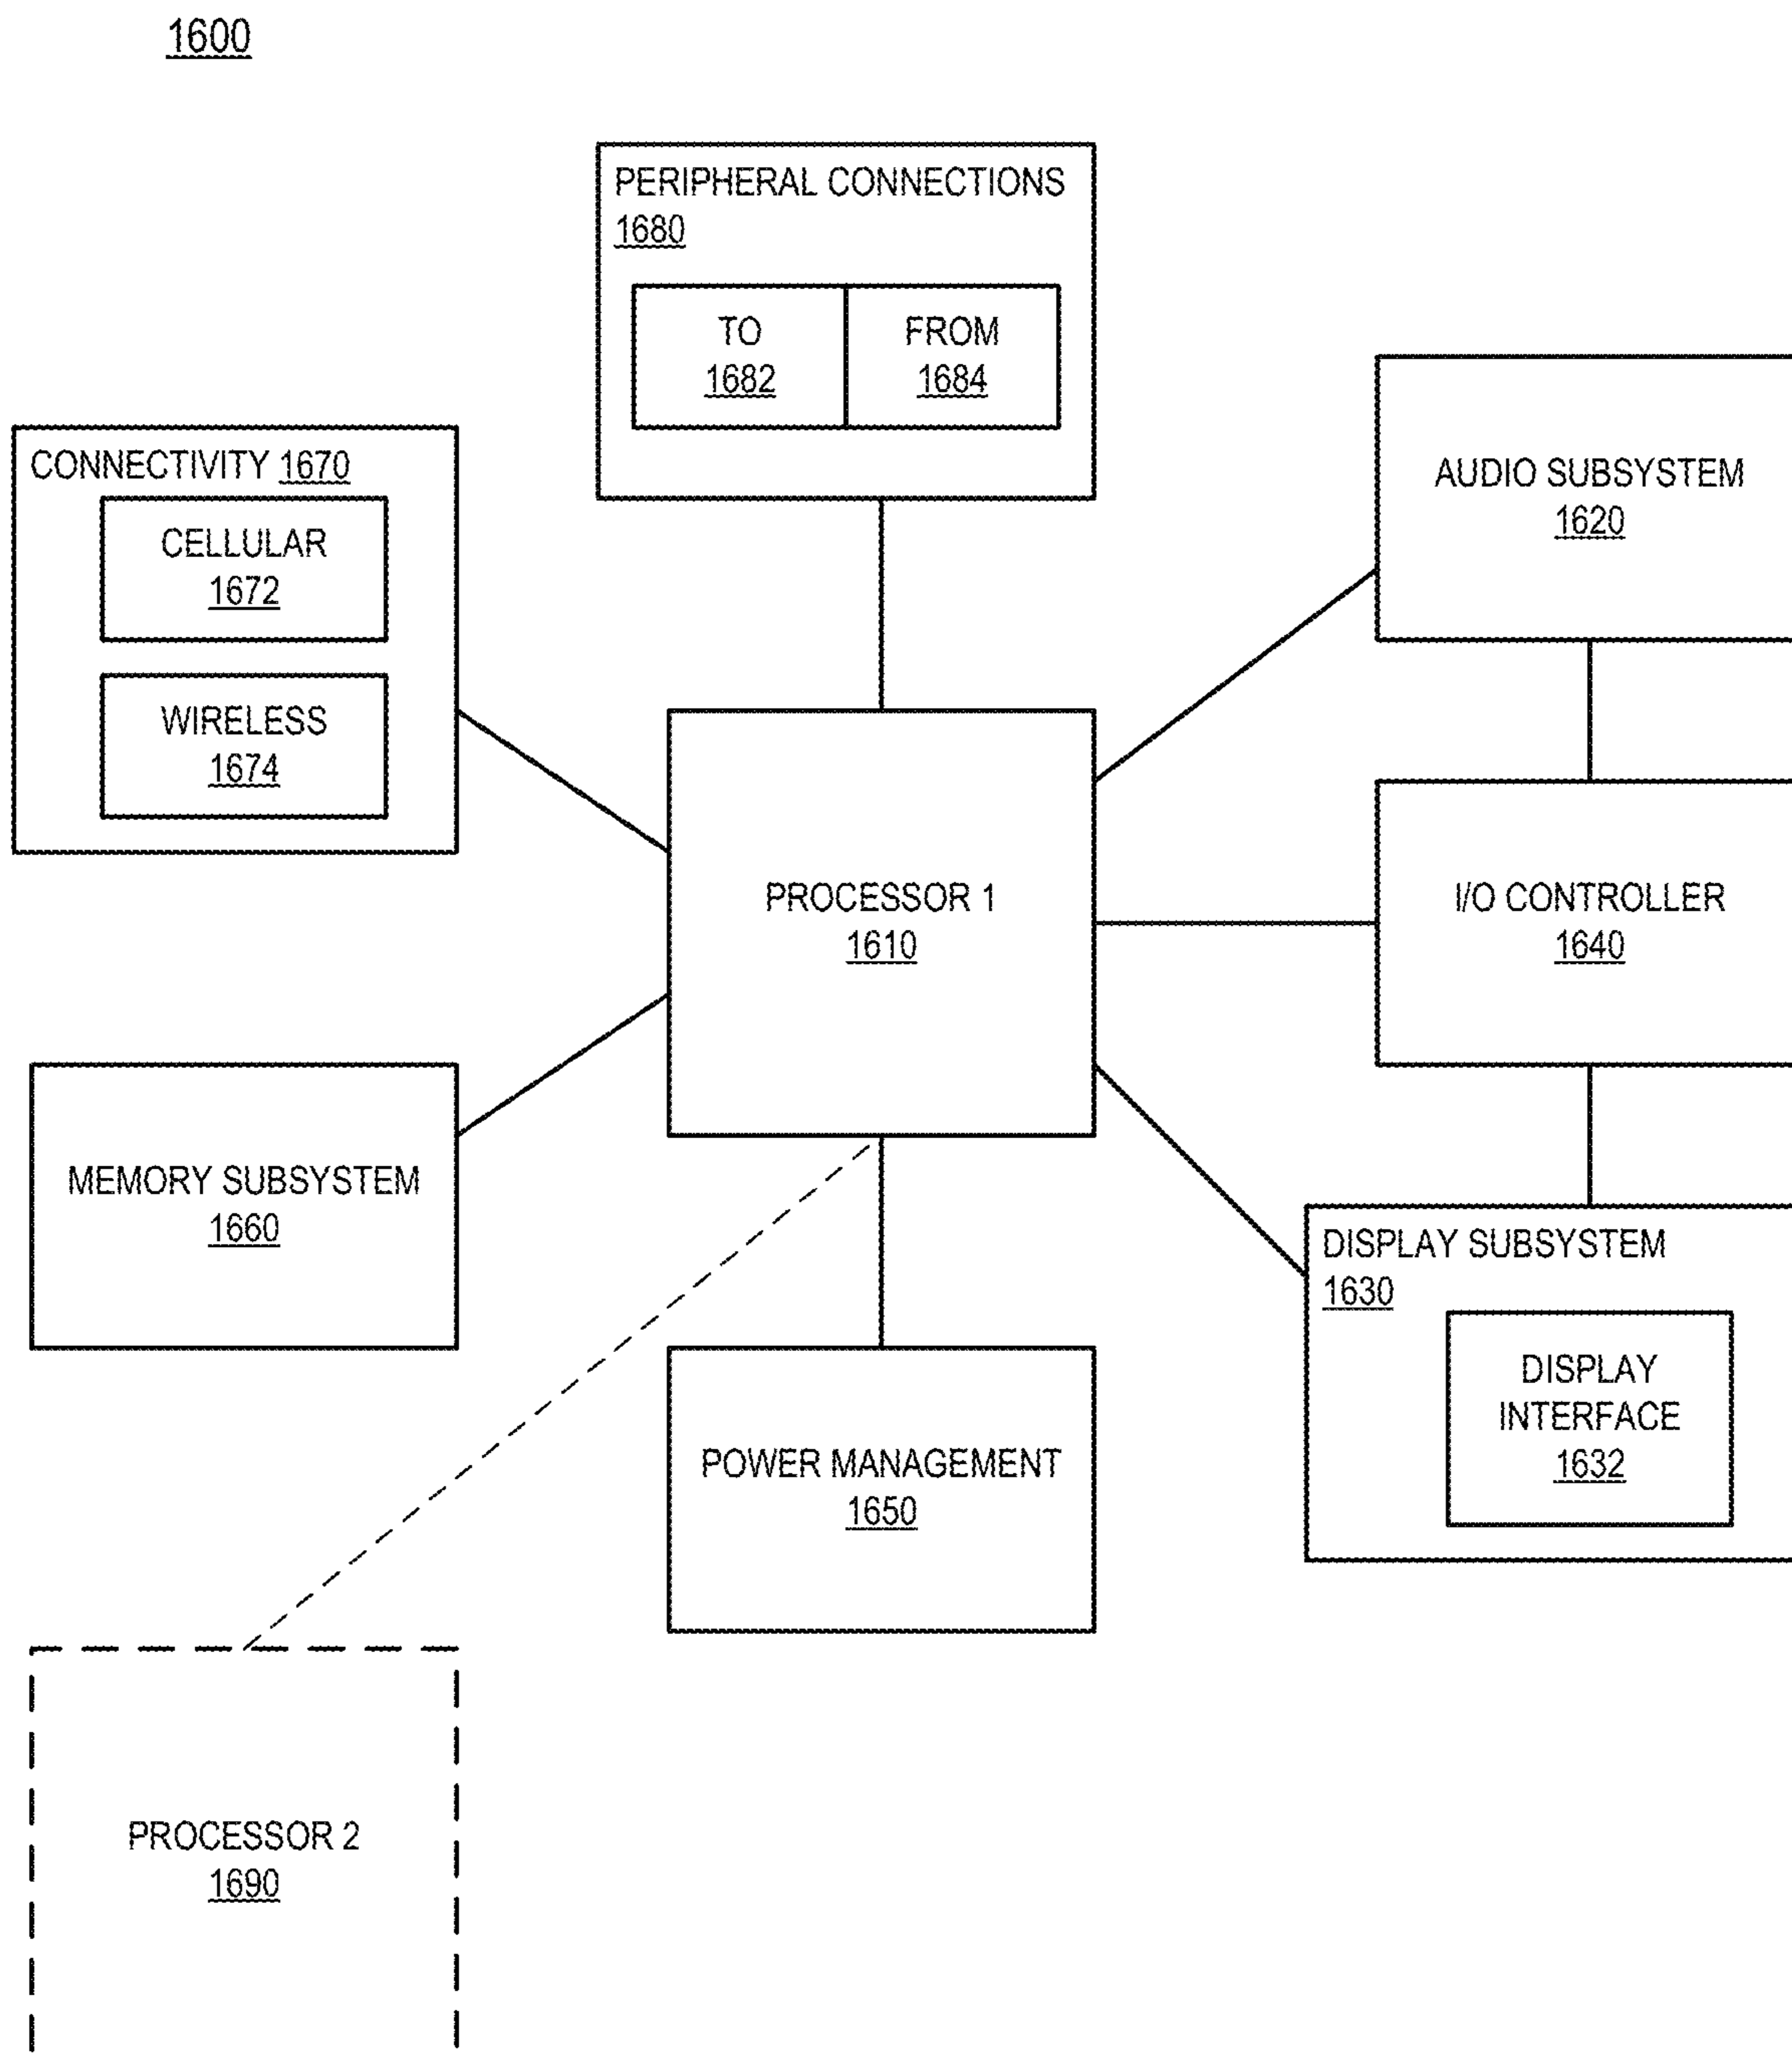 1600
PERIPHERAL CONNECTIONS
1680
TO
1682
FROM
1684
CONNECTIVITY 1670
CELLULAR
1672
WIRELESS
1674
AUDIO SUBSYSTEM
1620
PROCESSOR 1
1610
I/O CONTROLLER
1640
MEMORY SUBSYSTEM
1660
DISPLAY SUBSYSTEM
1630
DISPLAY
INTERFACE
1632
POWER MANAGEMENT
1650
PROCESSOR 2
1690